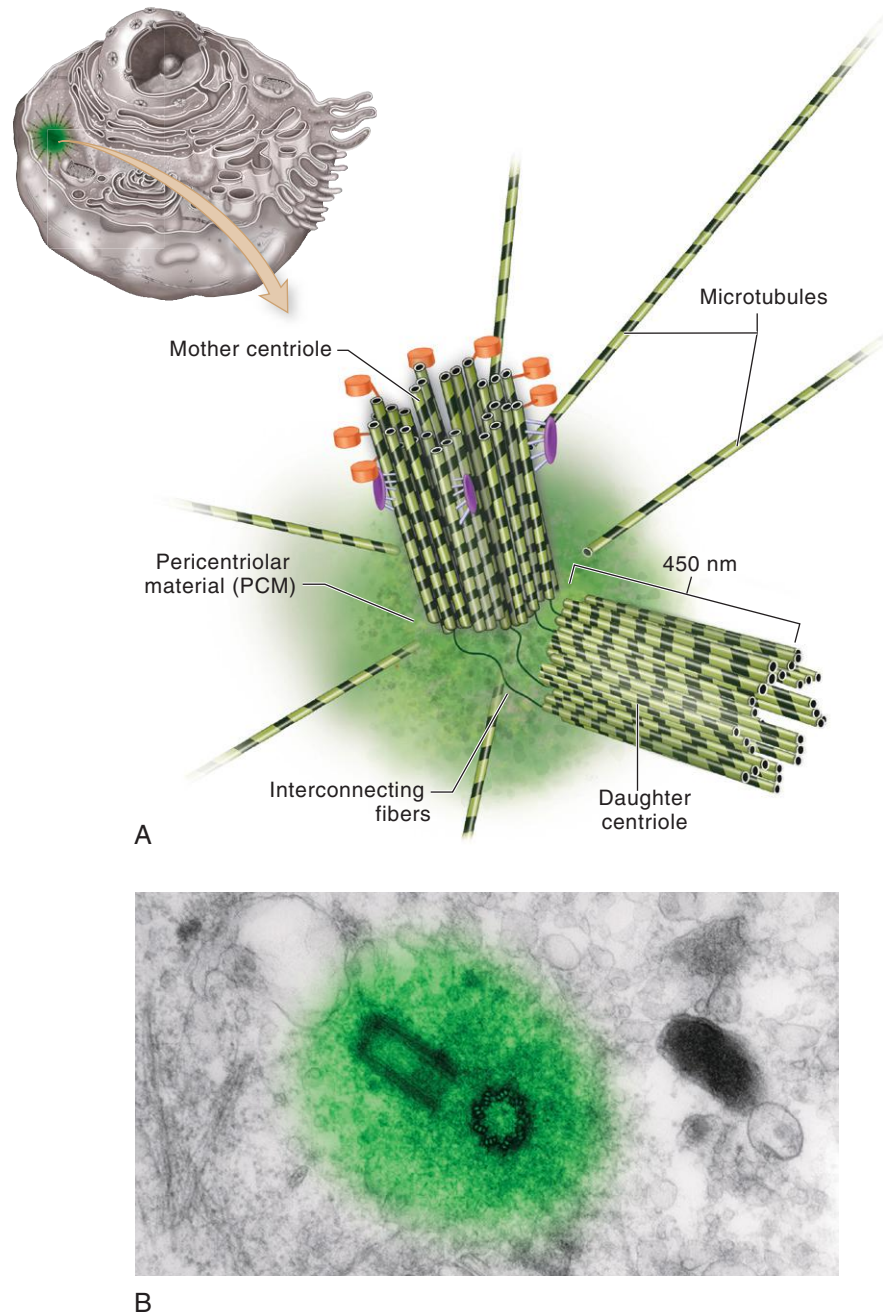 Microtubules
Mother centriole
450 nm
Pericentriolar
material (PCM)
Interconnecting
fibers
Daughter
centriole
A
B